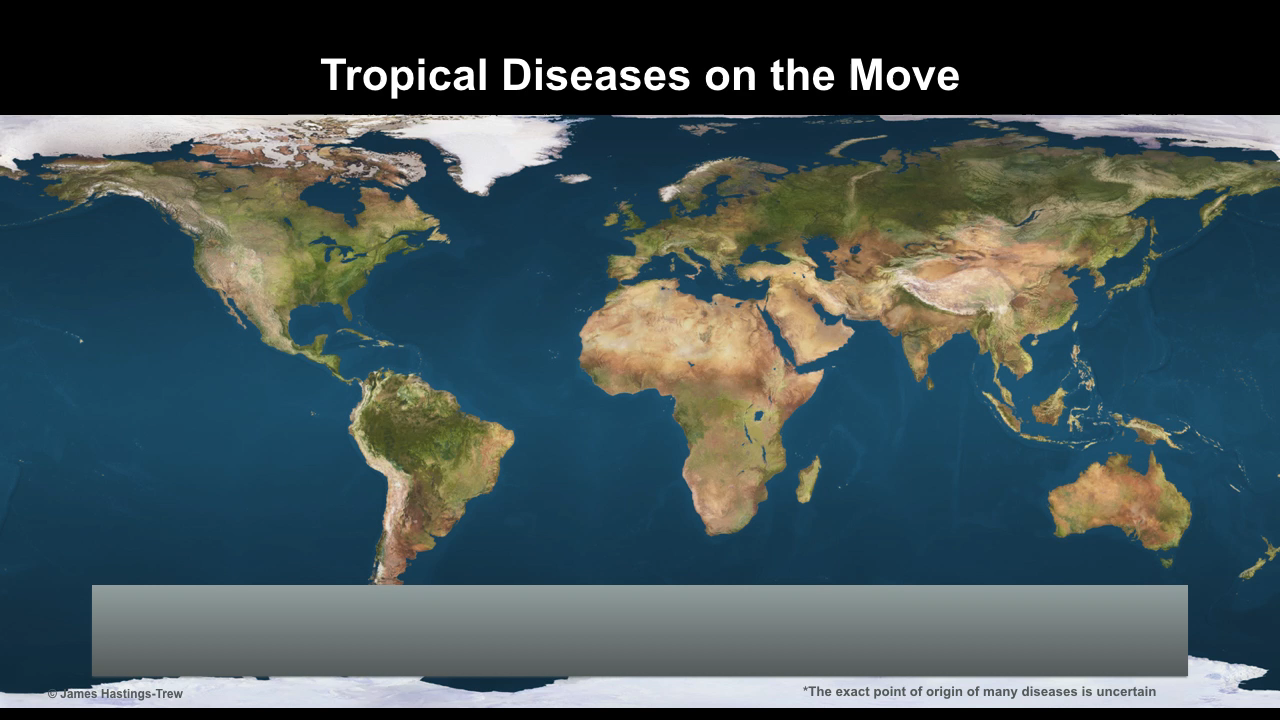 Tropical Diseases on the Move
© James Hastings-Trew
*The exact point of origin of many diseases is uncertain